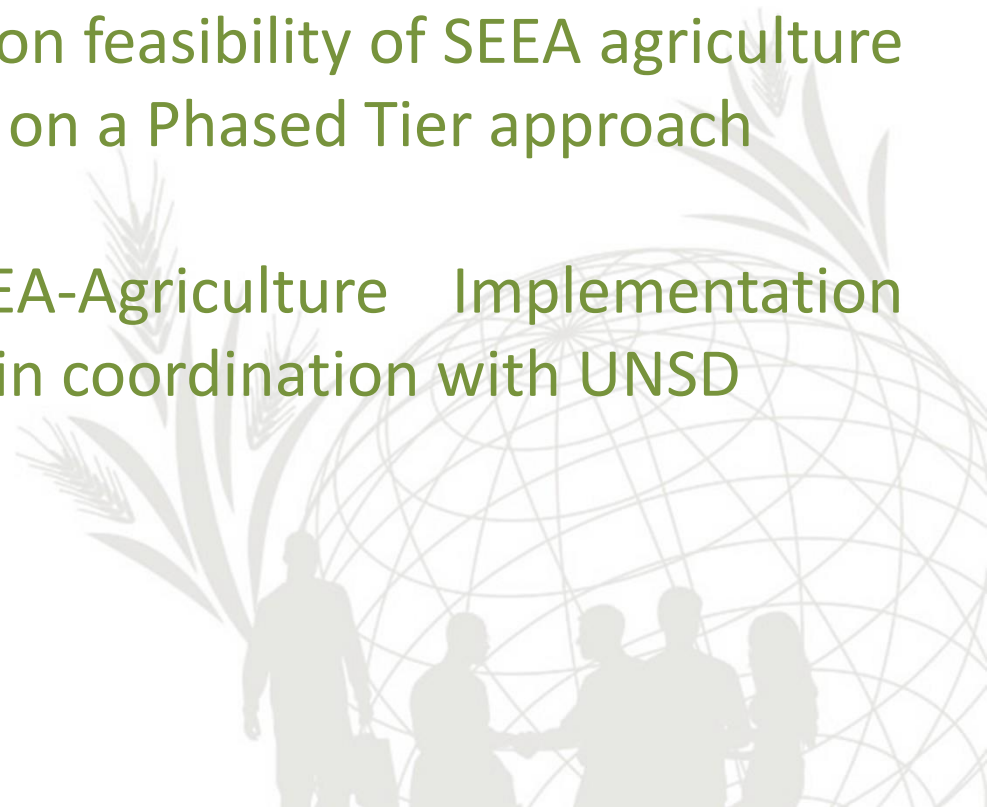 on feasibility of SEEA agriculture
on a Phased Tier approach
EA-Agriculture Implementation
in coordination with UNSD